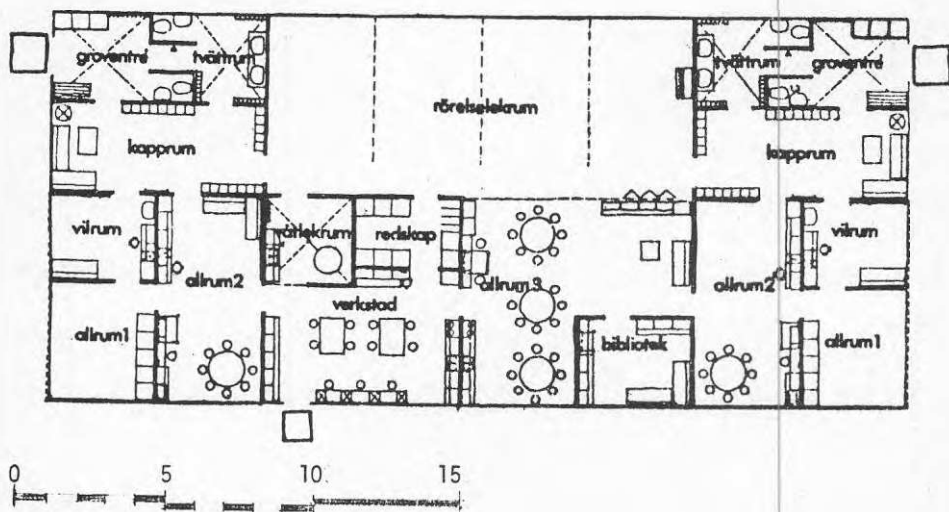 groventré tvättrum tvättrum groventré
rörelselekrum
kapprum kapprum
vilrum våtlekrum redskap vilrum
allrum2 allrum3 allrum2
verkstad
allrum1 bibliotek allrum1
0 5 10 15